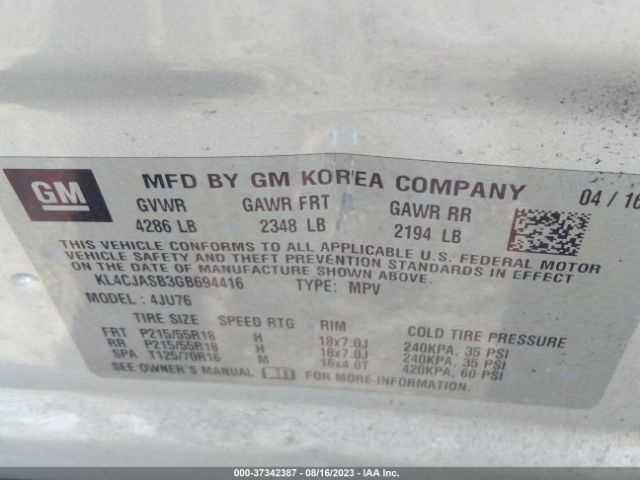 GM
MFD BY GM KOREA COMPANY 04 / 16
GVWR GAWR FRT GAWR RR
4286 LB 2348 LB 2194 LB
THIS VEHICLE CONFORMS TO ALL APPLICABLE U.S. FEDERAL MOTOR
VEHICLE SAFETY AND THEFT PREVENTION STANDARDS IN EFFECT
ON THE DATE OF MANUFACTURE SHOWN ABOVE.
KL4CJASB3GB694416 TYPE: MPV
MODEL: 4JU76
TIRE SIZE SPEED RTG RIM COLD TIRE PRESSURE
FRT P215/55R18 H 18x7.0J 240KPA, 35 PSI
RR P215/55R18 H 18x7.0J 240KPA, 35 PSI
SPA T125/70R16 M 16x4.0T 420KPA, 60 PSI
SEE OWNER'S MANUAL FOR MORE INFORMATION.
000-37342387 - 08/16/2023 - IAA Inc.